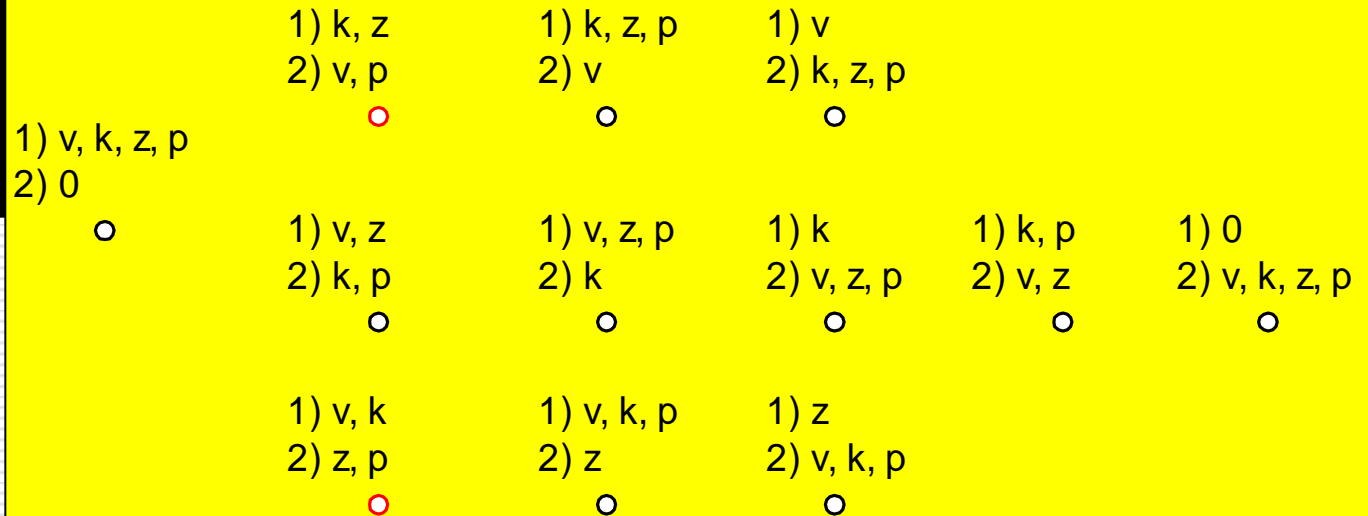 1) k, z
2) v, p
1) k, z, p
2) v
1) v
2) k, z, p
1) v, k, z, p
2) 0
1) v, z
2) k, p
1) v, z, p
2) k
1) k
2) v, z, p
1) k, p
2) v, z
1) 0
2) v, k, z, p
1) v, k
2) z, p
1) v, k, p
2) z
1) z
2) v, k, p